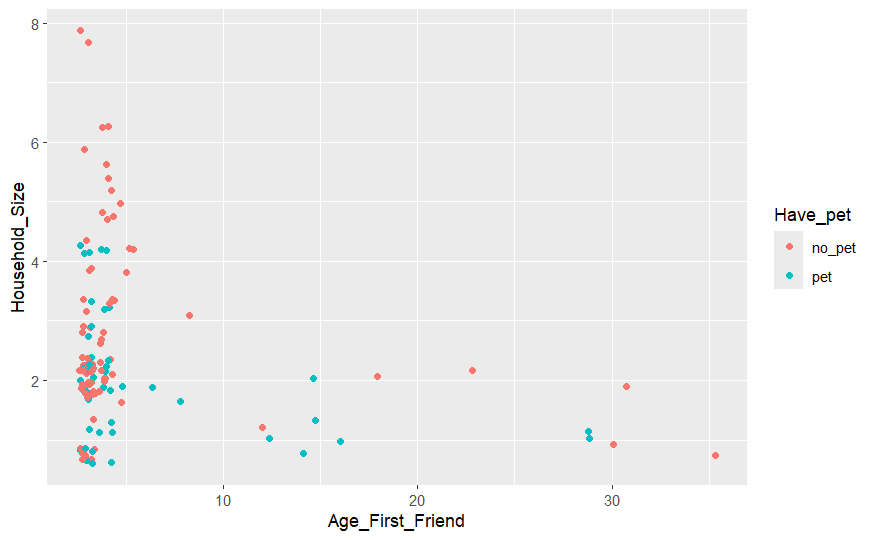 8
6
4
2
Household_Size
10
20
30
Age_First_Friend
Have_pet
no_pet
pet